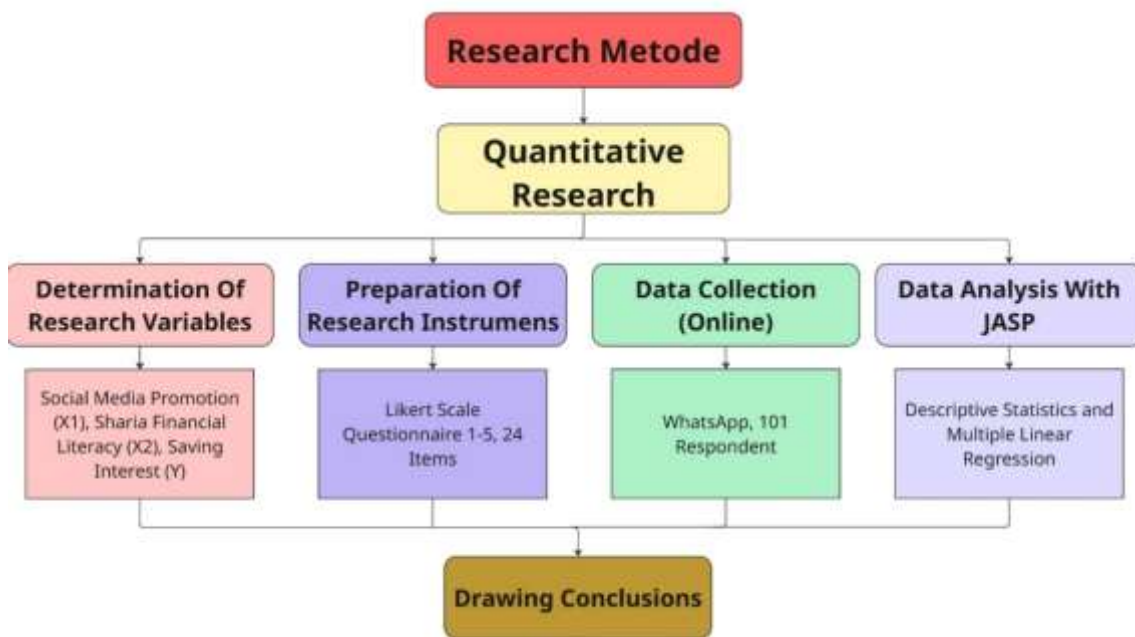 Research Metode
Quantitative
Research
Determination Of
Research Variables
Preparation Of
Research Instrumens
Data Collection
(Online)
Data Analysis With
JASP
Social Media Promotion
(X1), Sharia Financial
Literacy (X2), Saving
Interest (Y)
Likert Scale
Questionnaire 1-5, 24
Items
WhatsApp, 101
Respondent
Descriptive Statistics and
Multiple Linear
Regression
Drawing Conclusions